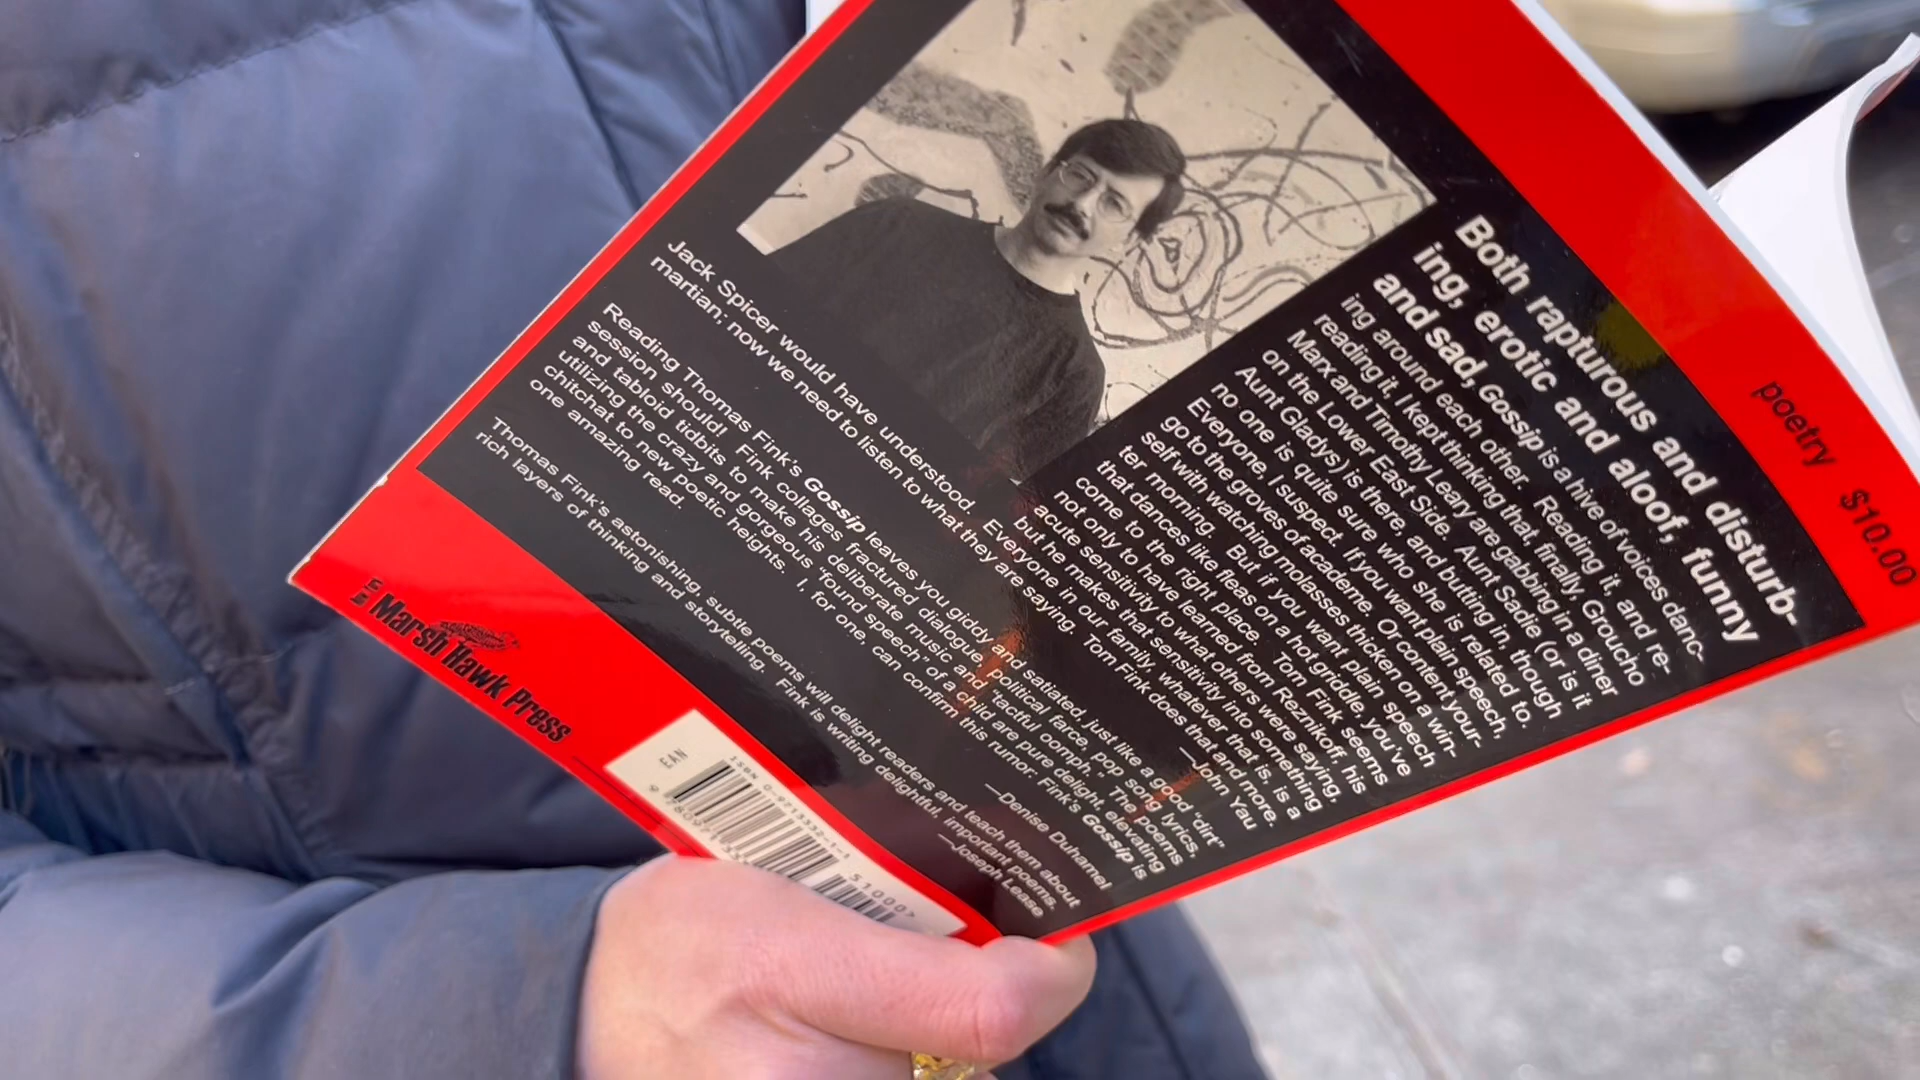 poetry $10.00
Both rapturous and disturb-
ing, erotic and aloof, funny
and sad, Gossip is a hive of voices danc-
ing around each other. Reading it, and re-
reading it, I kept thinking that, finally, Groucho
Marx and Timothy Leary are gabbing in a diner
on the Lower East Side. Aunt Sadie (or is it
Aunt Gladys) is there, and butting in, though
no one is quite sure who she is related to.
Everyone, I suspect. If you want plain speech,
go to the groves of academe. Or content your-
self with watching molasses thicken on a win-
ter morning. But if you want plain speech
that dances like fleas on a hot griddle, you've
come to the right place. Tom Fink seems
not only to have learned from Reznikoff, his
acute sensitivity to what others were saying,
but he makes that sensitivity into something
Jack Spicer would have understood. Everyone in our family, whatever that is, is a
martian; now we need to listen to what they are saying. Tom Fink does that and more.
—John Yau
Reading Thomas Fink's Gossip leaves you giddy and satiated, just like a good "dirt"
session should! Fink collages fractured dialogue, political farce, pop song lyrics,
and tabloid tidbits to make his deliberate music and "tactful oomph." The poems
utilizing the crazy and gorgeous "found speech" of a child are pure delight, elevating
chitchat to new poetic heights. I, for one, can confirm this rumor: Fink's Gossip is
one amazing read.
—Denise Duhamel
Thomas Fink's astonishing, subtle poems will delight readers and teach them about
rich layers of thinking and storytelling. Fink is writing delightful, important poems.
—Joseph Lease
Marsh Hawk Press
EAN
ISBN 0-9713332-1-1
51000>